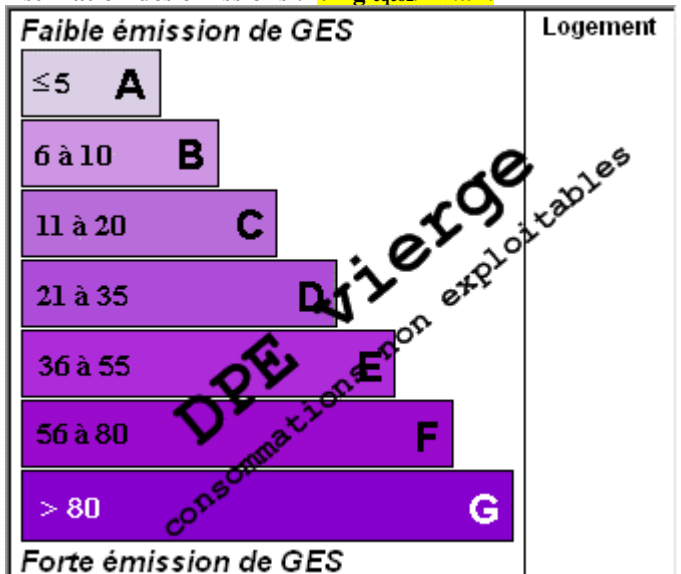 Faible émission de GES
Logement
≤5 A
6 à 10 B
11 à 20 C
21 à 35 D
36 à 55 E
56 à 80 F
> 80 G
DPE vierge
consommations non exploitables
Forte émission de GES